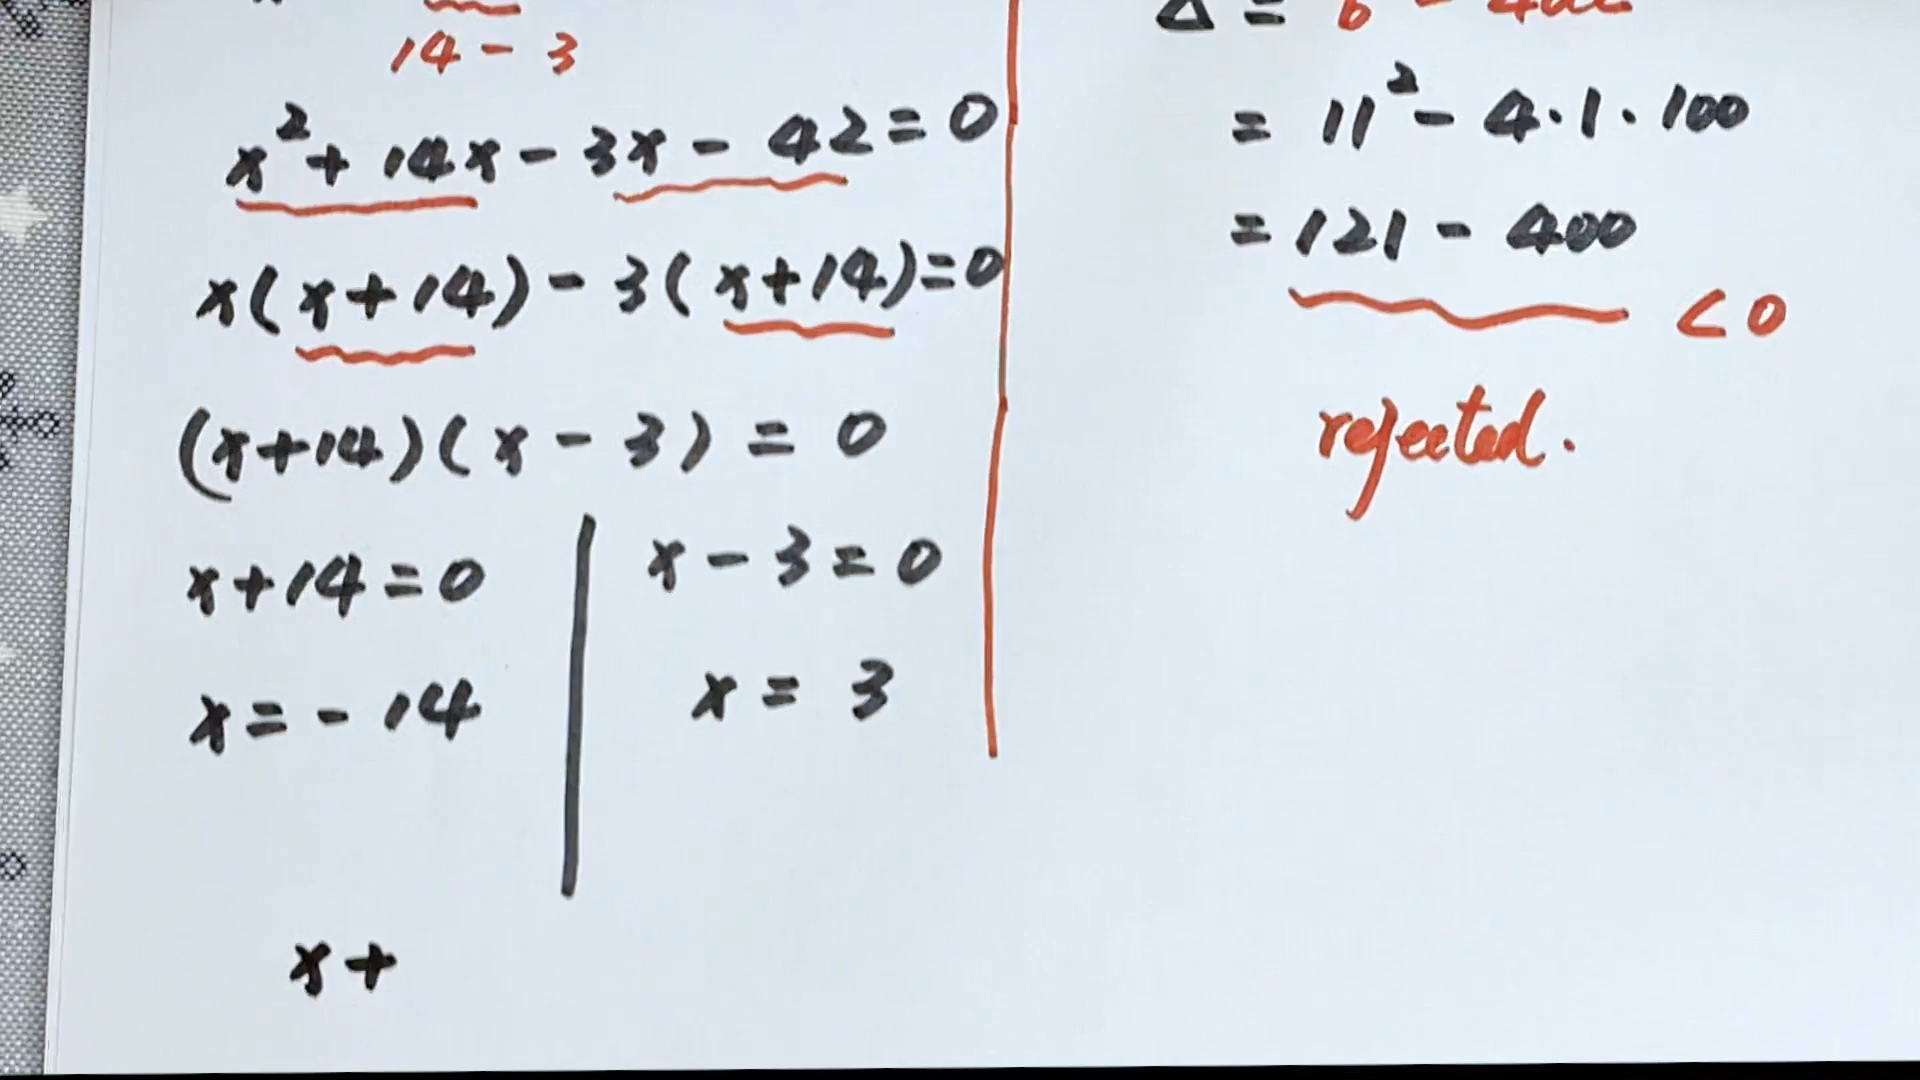 14 - 3
x² + 14x - 3x - 42 = 0
x(x+14) - 3(x+14) = 0
(x+14)(x - 3) = 0
x+14=0
x = -14
x - 3 = 0
x = 3
x+
Δ = b - 4ac
= 11² - 4·1·100
= 121 - 400
< 0
rejected.